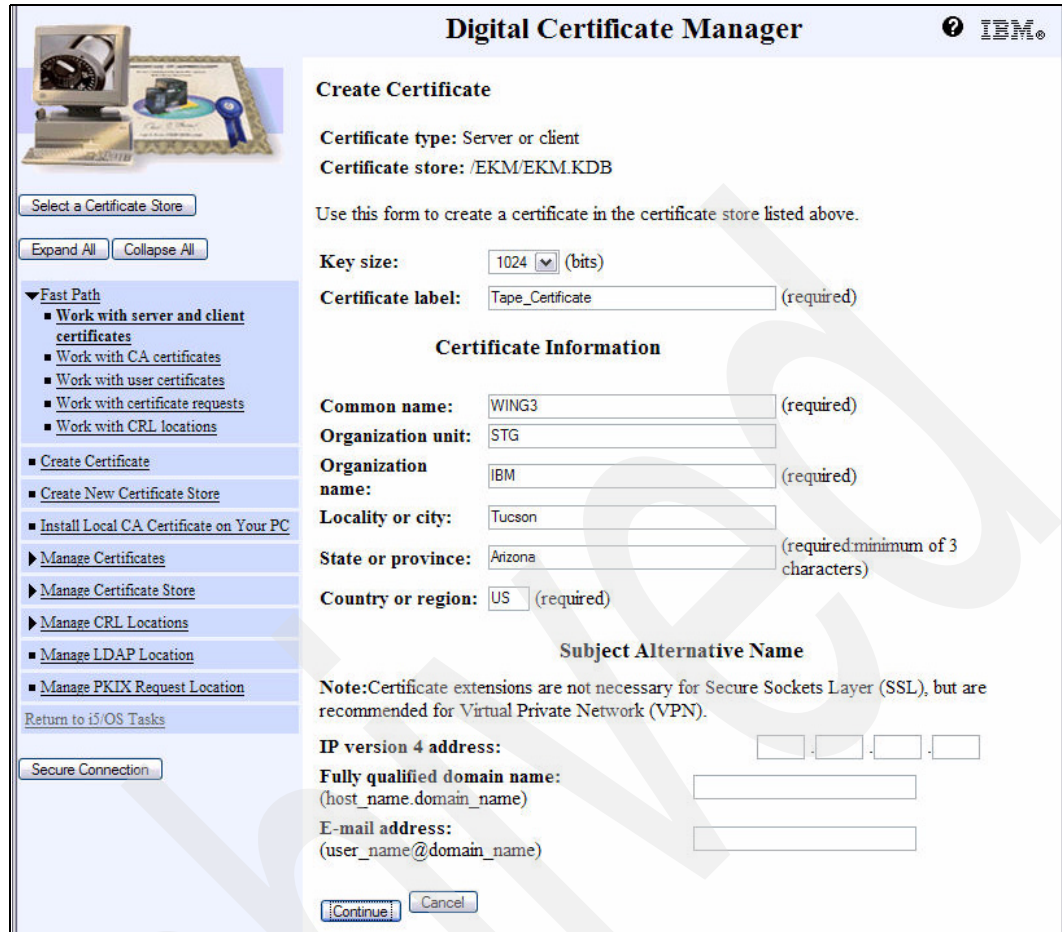 Digital Certificate Manager
IBM®
Select a Certificate Store
Expand All
Collapse All
Fast Path
Work with server and client
certificates
Work with CA certificates
Work with user certificates
Work with certificate requests
Work with CRL locations
Create Certificate
Create New Certificate Store
Install Local CA Certificate on Your PC
Manage Certificates
Manage Certificate Store
Manage CRL Locations
Manage LDAP Location
Manage PKIX Request Location
Return to i5/OS Tasks
Secure Connection
Create Certificate
Certificate type: Server or client
Certificate store: /EKM/EKM.KDB
Use this form to create a certificate in the certificate store listed above.
Key size: 1024 (bits)
Certificate label: Tape_Certificate (required)
Certificate Information
Common name: WING3 (required)
Organization unit: STG
Organization
name: IBM (required)
Locality or city: Tucson
State or province: Arizona (required:minimum of 3
characters)
Country or region: US (required)
Subject Alternative Name
Note:Certificate extensions are not necessary for Secure Sockets Layer (SSL), but are
recommended for Virtual Private Network (VPN).
IP version 4 address: . . .
Fully qualified domain name:
(host_name.domain_name)
E-mail address:
(user_name@domain_name)
Continue
Cancel